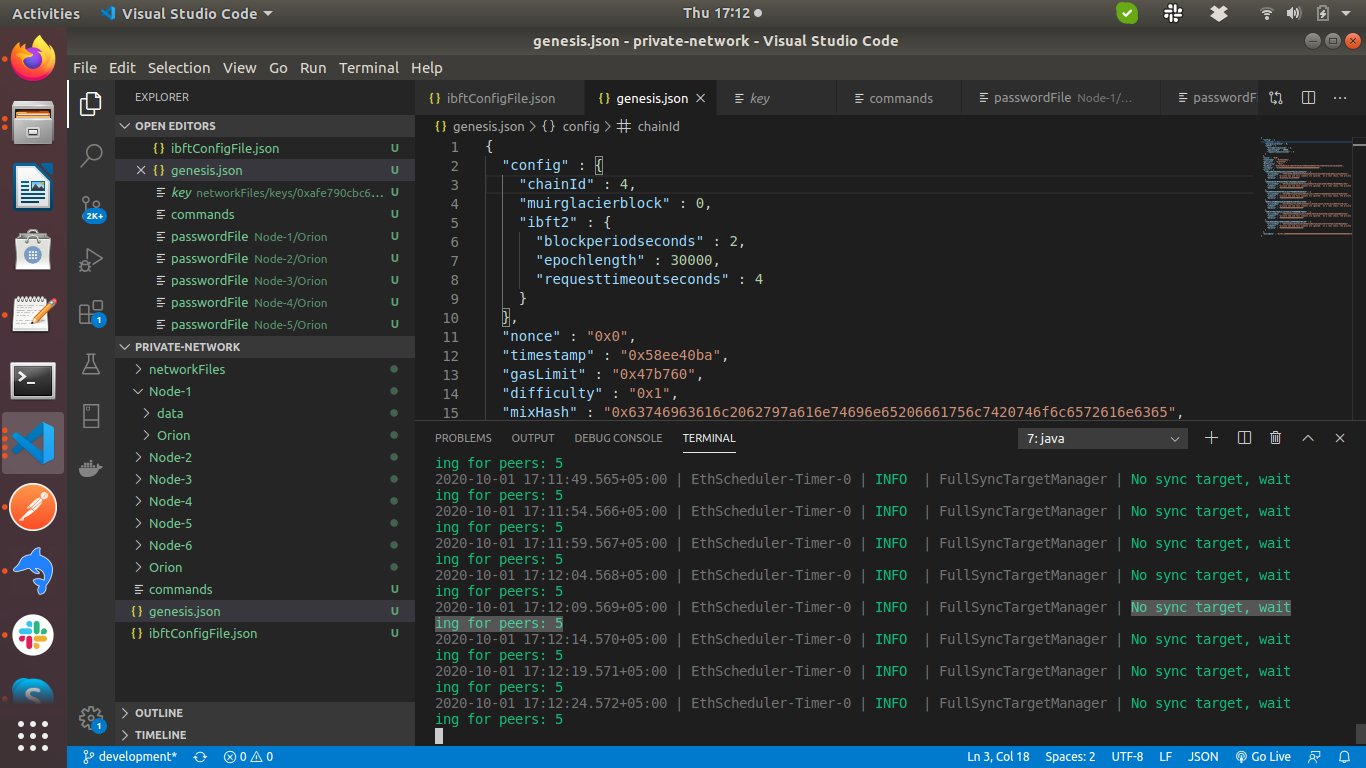 Activities Visual Studio Code Thu 17:12
genesis.json - private-network - Visual Studio Code
File Edit Selection View Go Run Terminal Help
EXPLORER
OPEN EDITORS
ibftConfigFile.json U
genesis.json U
key networkFiles/keys/0xafe790cbc6... U
commands U
passwordFile Node-1/Orion U
passwordFile Node-2/Orion U
passwordFile Node-3/Orion U
passwordFile Node-4/Orion U
passwordFile Node-5/Orion U
PRIVATE-NETWORK
networkFiles
Node-1
data
Orion
Node-2
Node-3
Node-4
Node-5
Node-6
Orion
commands U
genesis.json U
ibftConfigFile.json U
OUTLINE
TIMELINE
2K+
1
1
ibftConfigFile.json genesis.json key commands passwordFile Node-1/... passwordF
genesis.json > {} config > chainId
1 {
2 "config" : {
3 "chainId" : 4,
4 "muirglacierblock" : 0,
5 "ibft2" : {
6 "blockperiodseconds" : 2,
7 "epochlength" : 30000,
8 "requesttimeoutseconds" : 4
9 }
10 },
11 "nonce" : "0x0",
12 "timestamp" : "0x58ee40ba",
13 "gasLimit" : "0x47b760",
14 "difficulty" : "0x1",
15 "mixHash" : "0x63746963616c2062797a616e74696e65206661756c7420746f6c6572616e6365",
PROBLEMS OUTPUT DEBUG CONSOLE TERMINAL 7: java
ing for peers: 5
2020-10-01 17:11:49.565+05:00 | EthScheduler-Timer-0 | INFO | FullSyncTargetManager | No sync target, wait
ing for peers: 5
2020-10-01 17:11:54.566+05:00 | EthScheduler-Timer-0 | INFO | FullSyncTargetManager | No sync target, wait
ing for peers: 5
2020-10-01 17:11:59.567+05:00 | EthScheduler-Timer-0 | INFO | FullSyncTargetManager | No sync target, wait
ing for peers: 5
2020-10-01 17:12:04.568+05:00 | EthScheduler-Timer-0 | INFO | FullSyncTargetManager | No sync target, wait
ing for peers: 5
2020-10-01 17:12:09.569+05:00 | EthScheduler-Timer-0 | INFO | FullSyncTargetManager | No sync target, wait
ing for peers: 5
2020-10-01 17:12:14.570+05:00 | EthScheduler-Timer-0 | INFO | FullSyncTargetManager | No sync target, wait
ing for peers: 5
2020-10-01 17:12:19.571+05:00 | EthScheduler-Timer-0 | INFO | FullSyncTargetManager | No sync target, wait
ing for peers: 5
2020-10-01 17:12:24.572+05:00 | EthScheduler-Timer-0 | INFO | FullSyncTargetManager | No sync target, wait
ing for peers: 5
development* 0 0 Ln 3, Col 18 Spaces: 2 UTF-8 LF JSON Go Live